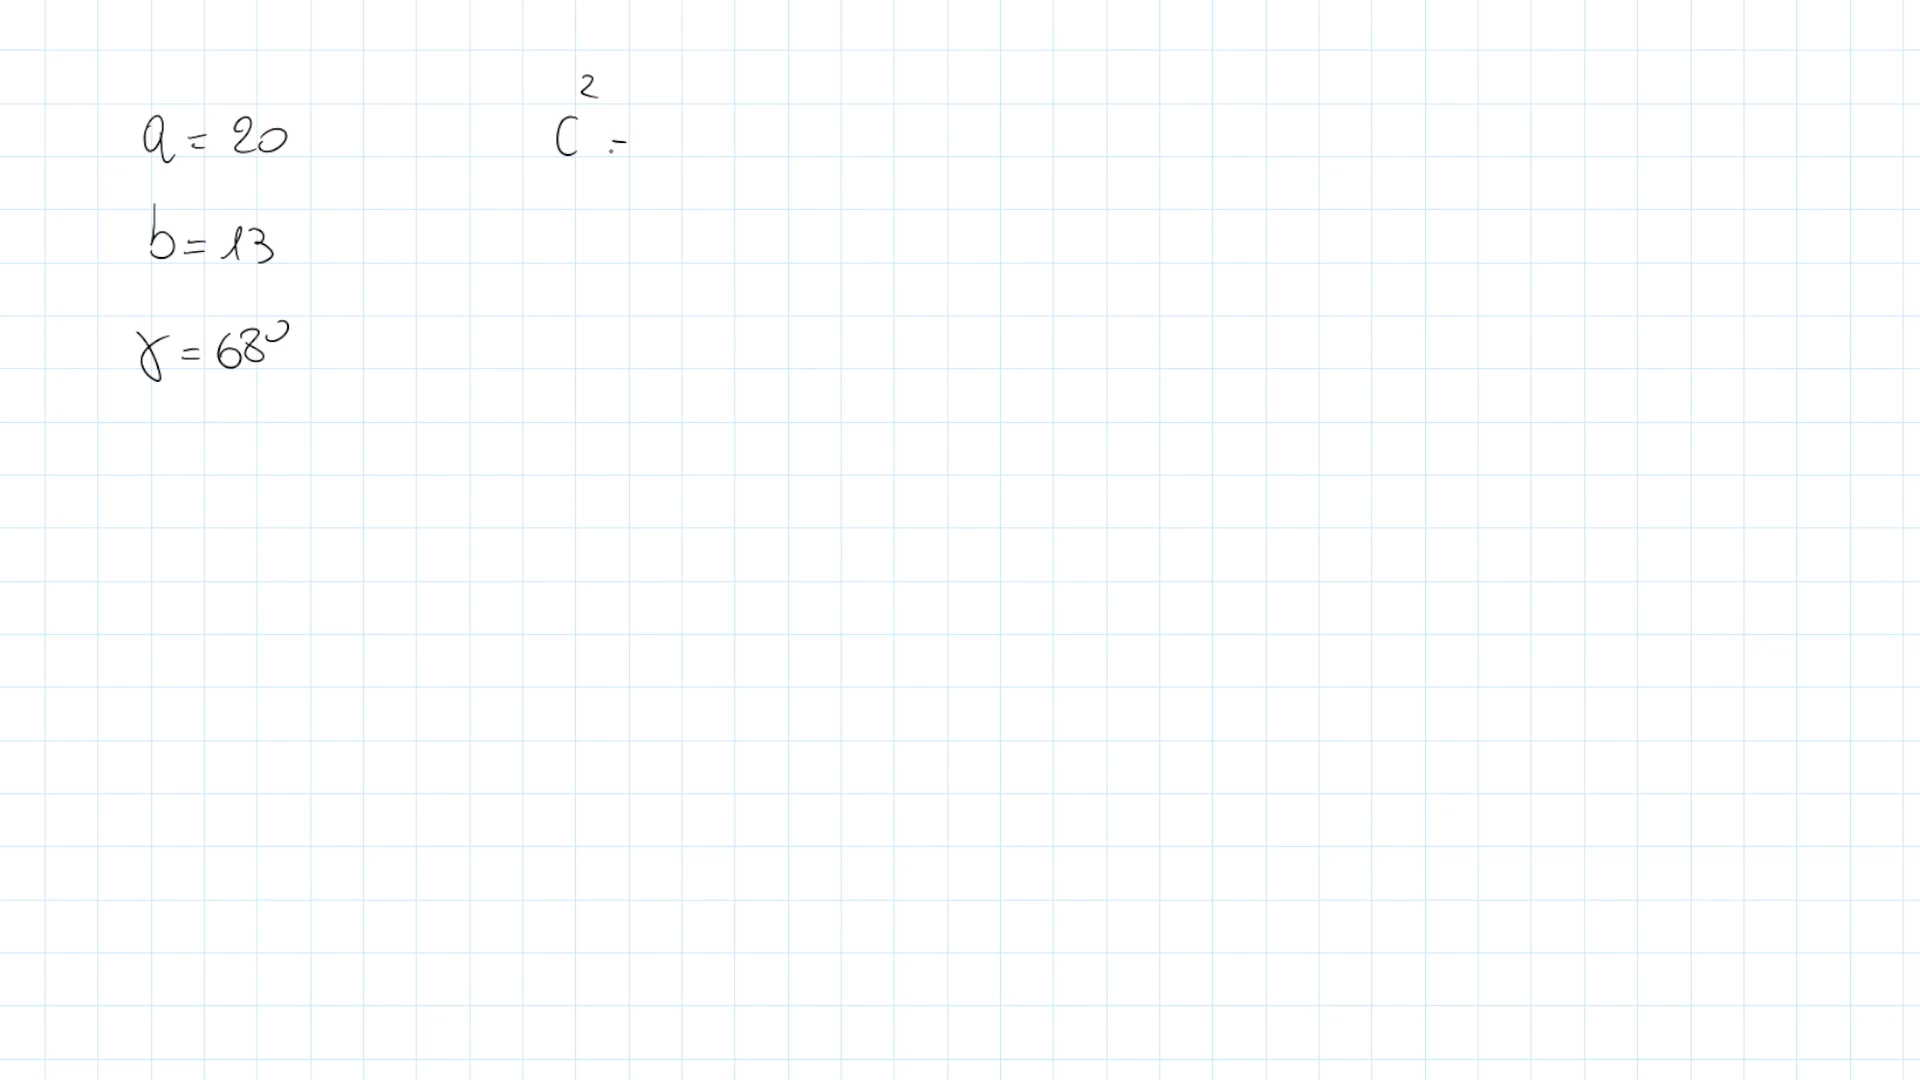 a = 20
c² =
b = 13
γ = 68°